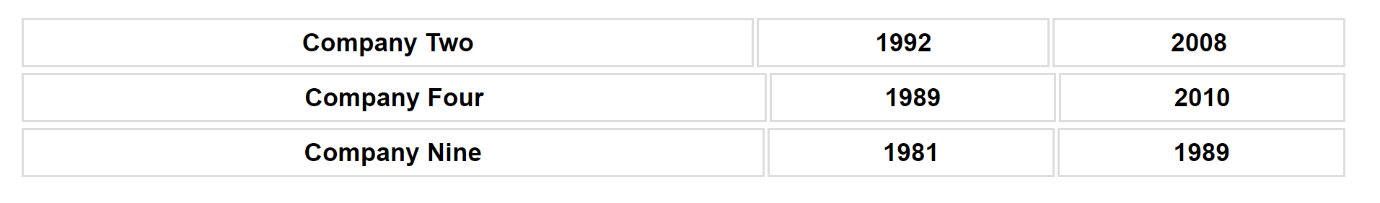 Company Two 1992 2008
Company Four 1989 2010
Company Nine 1981 1989